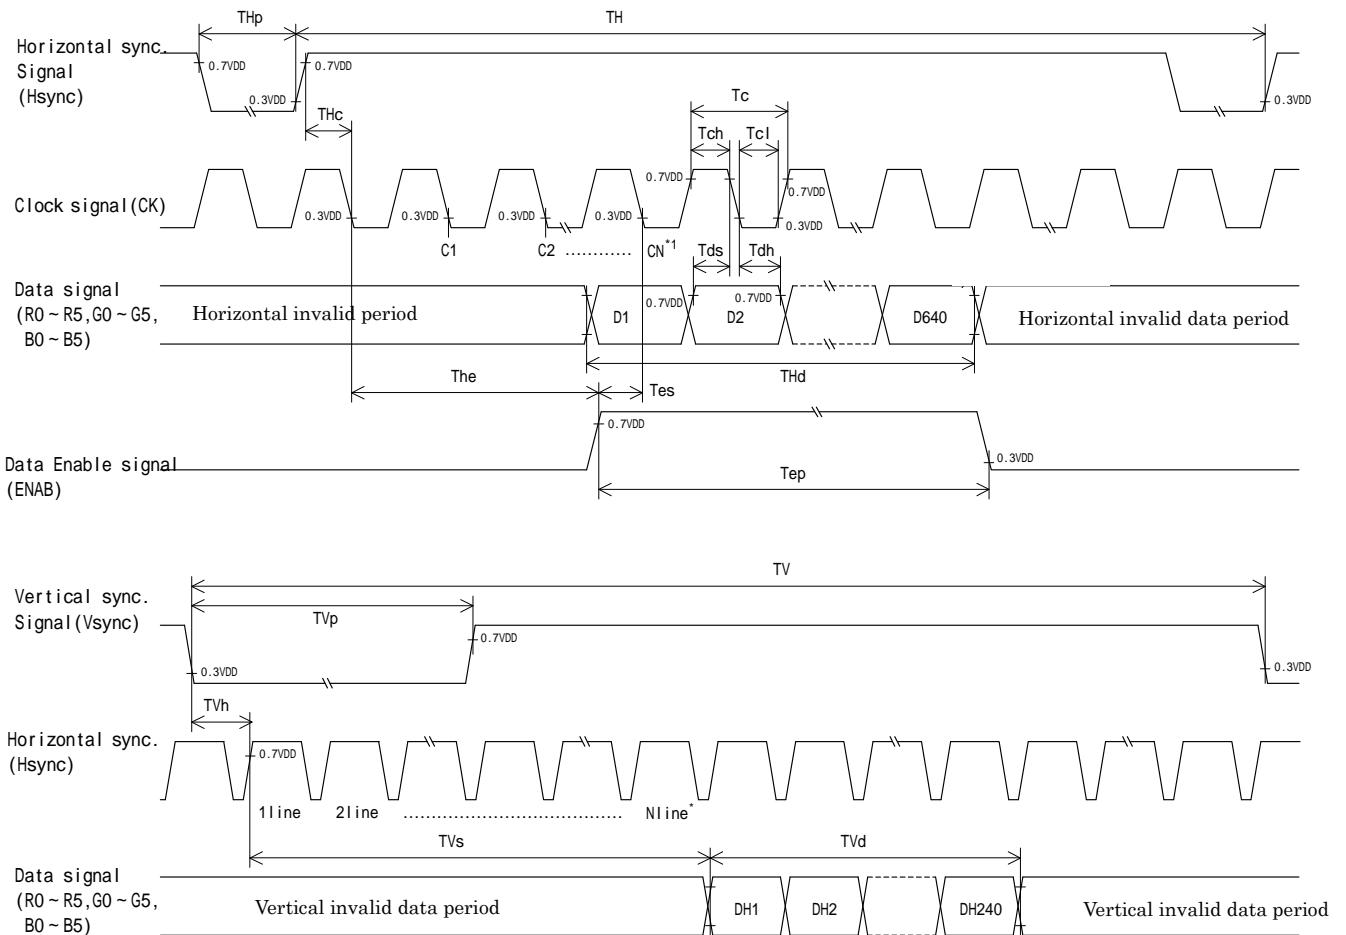 THp
TH
Horizontal sync.
Signal
(Hsync)
0.7VDD
0.7VDD
0.3VDD
0.3VDD
THc
Tc
Tch
Tcl
Clock signal(CK)
0.7VDD
0.7VDD
0.3VDD
0.3VDD
0.3VDD
0.3VDD
0.3VDD
C1
C2 ............ CN*1
Tds
Tdh
Data signal
(R0~R5,G0~G5,
B0~B5)
Horizontal invalid period
D1
0.7VDD
D2
0.7VDD
D640
Horizontal invalid data period
The
Tes
THd
0.7VDD
Data Enable signal
(ENAB)
0.3VDD
Tep
TV
Vertical sync.
Signal(Vsync)
TVp
0.7VDD
0.3VDD
0.3VDD
TVh
Horizontal sync.
(Hsync)
0.7VDD
1line 2line ....................................... Nline*
TVs
TVd
Data signal
(R0~R5,G0~G5,
B0~B5)
Vertical invalid data period
DH1
DH2
DH240
Vertical invalid data period